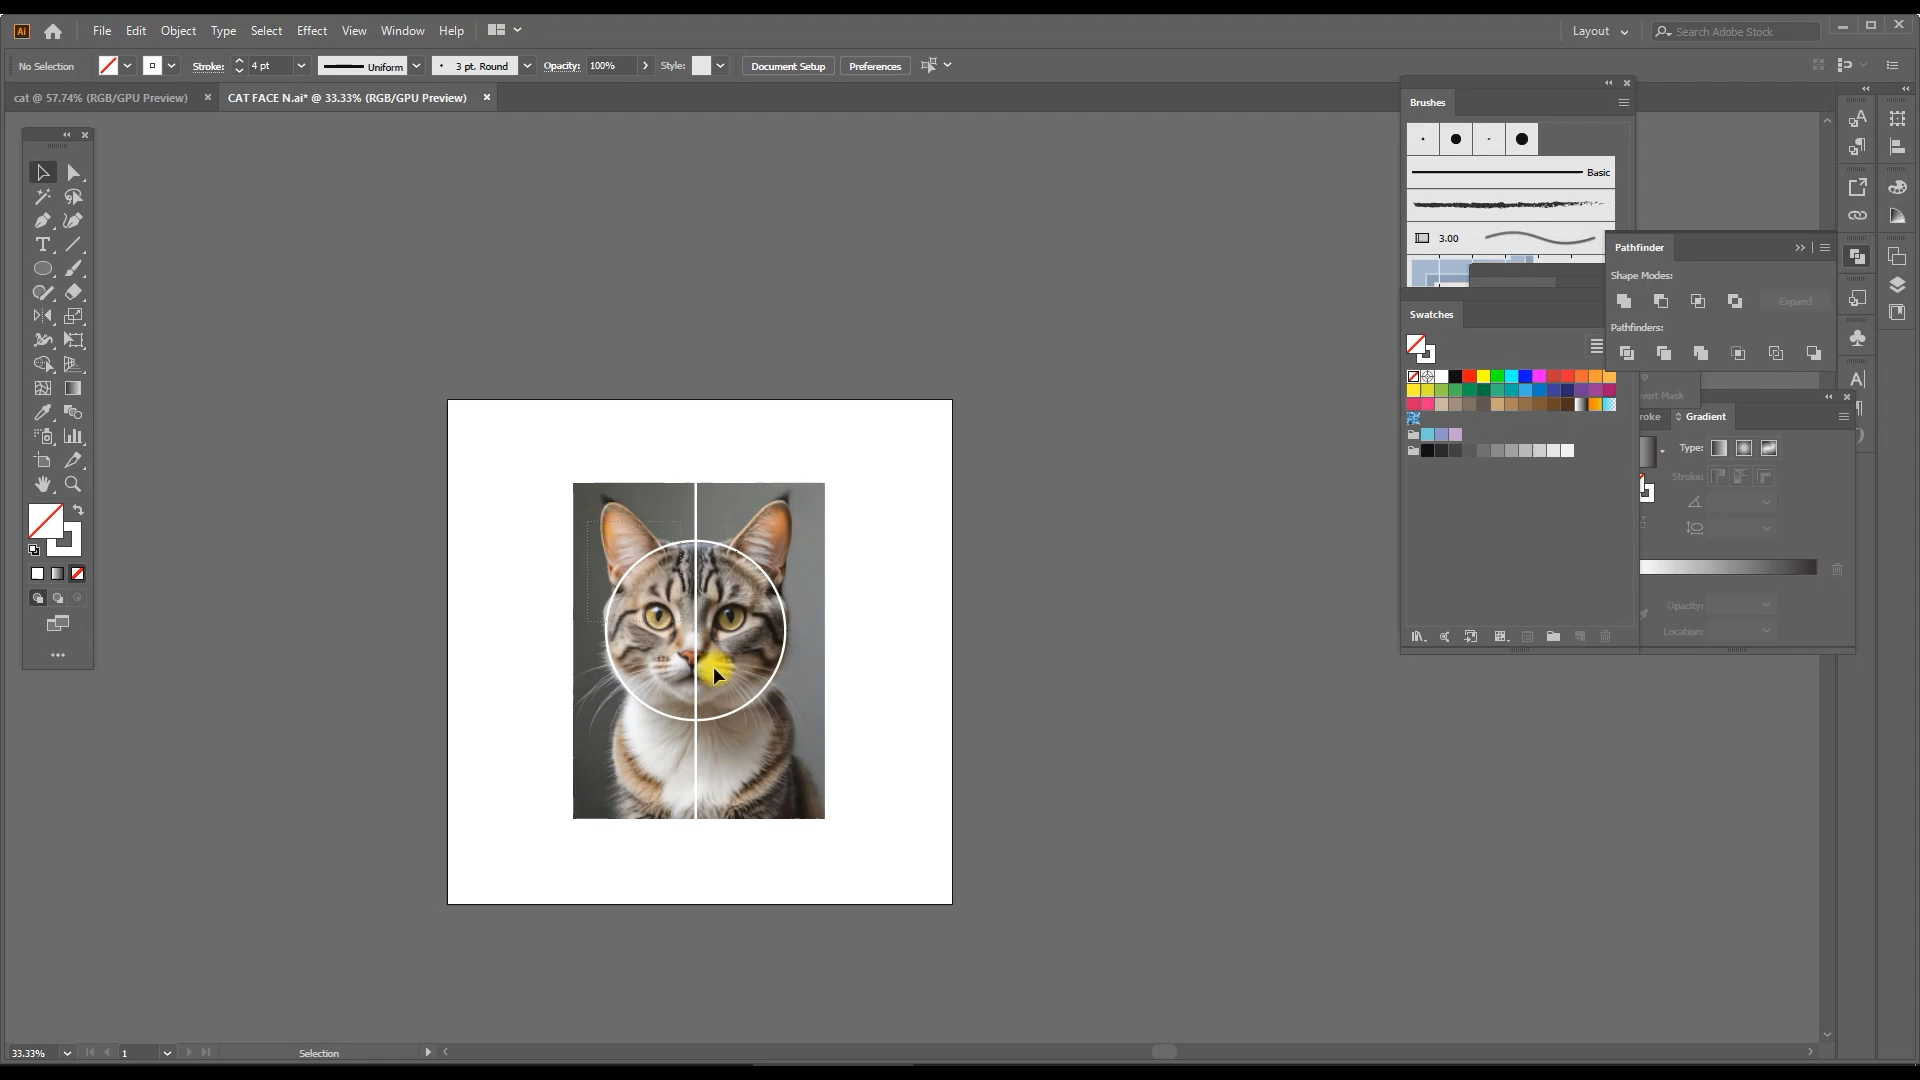 Ai File Edit Object Select Effect View Window Help Layout Search Adobe Stock
No Selection Stroke: 4 pt Uniform 3 pt. Round Opacity: 100% Style: Document Setup Preferences
cat @ 57.74% (RGB/GPU Preview) CAT FACE N.ai* @ 33.33% (RGB/GPU Preview)
Brushes
Basic
3.00
Pathfinder
Shape Modes:
Expand
Pathfinders:
Swatches
vert Mask
roke Gradient
Type:
Stroke:
Opacity:
Location:
33.33% 1 Selection